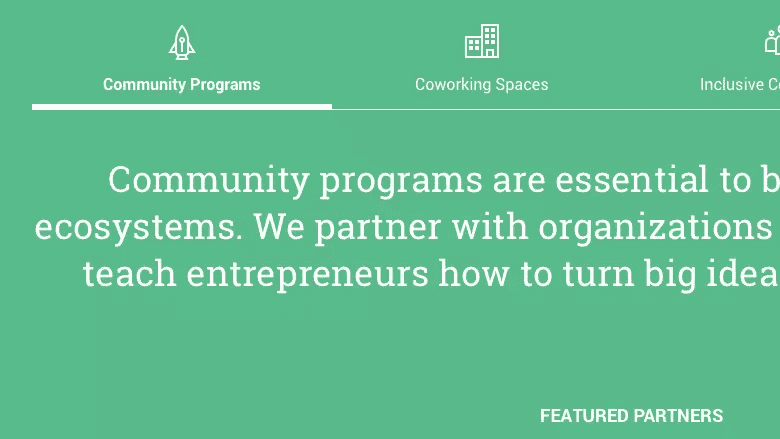 Community Programs
Coworking Spaces
Inclusive
Community programs are essential to
ecosystems. We partner with organizations
teach entrepreneurs how to turn big
FEATURED PARTNERS